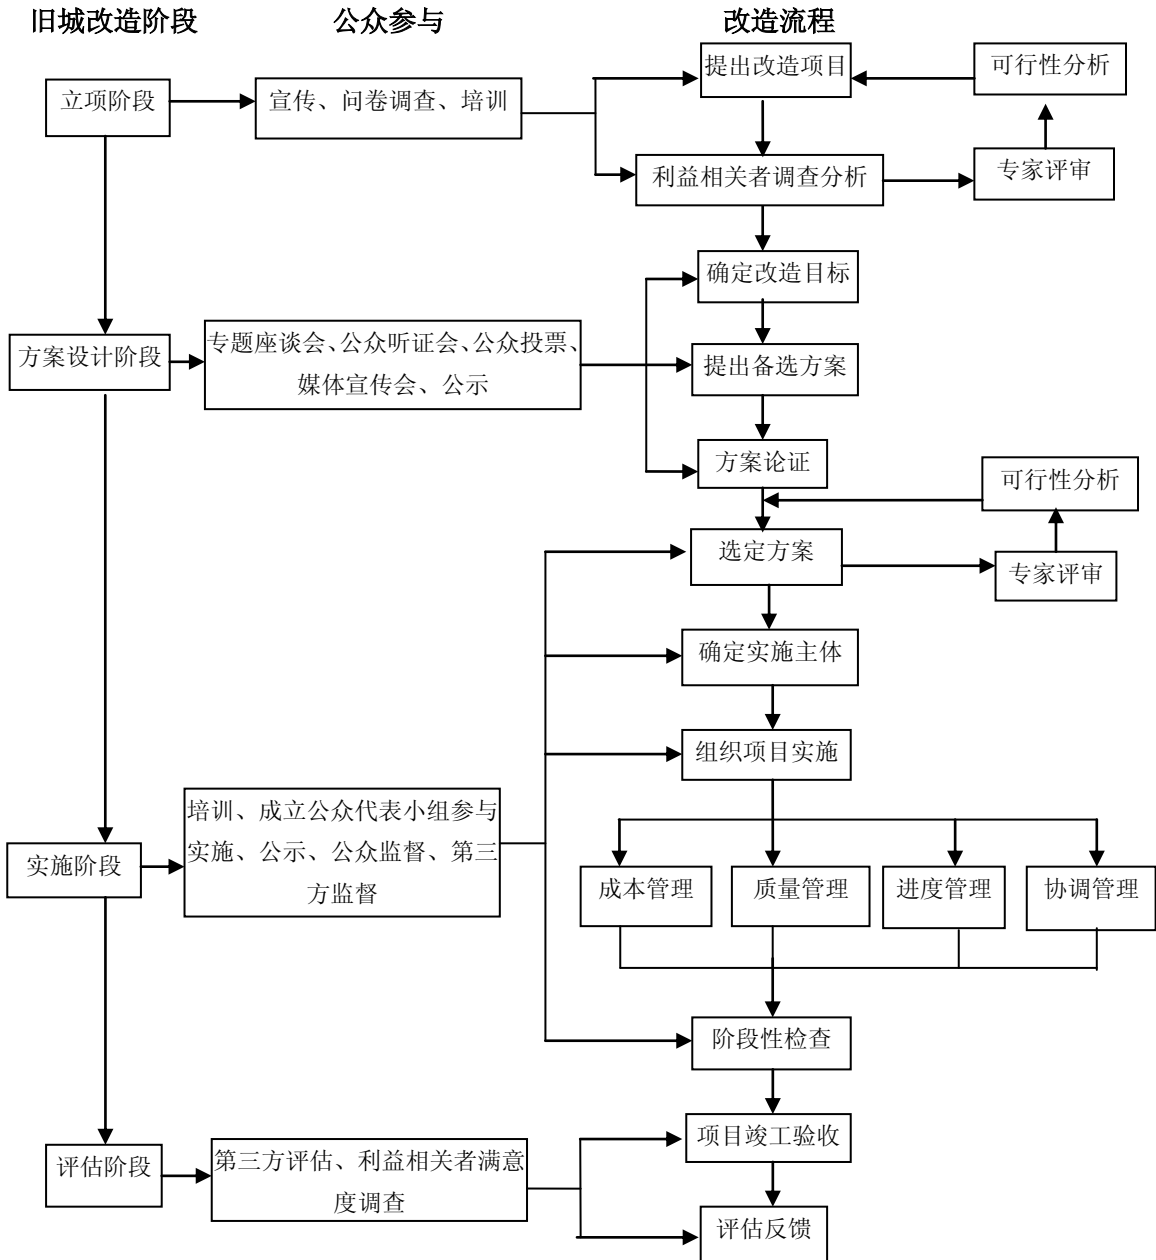 旧城改造阶段
公众参与
改造流程
提出改造项目
可行性分析
立项阶段
宣传、问卷调查、培训
利益相关者调查分析
专家评审
确定改造目标
方案设计阶段
专题座谈会、公众听证会、公众投票、
媒体宣传会、公示
提出备选方案
方案论证
可行性分析
选定方案
专家评审
确定实施主体
组织项目实施
实施阶段
培训、成立公众代表小组参与
实施、公示、公众监督、第三
方监督
成本管理
质量管理
进度管理
协调管理
阶段性检查
项目竣工验收
评估阶段
第三方评估、利益相关者满意
度调查
评估反馈